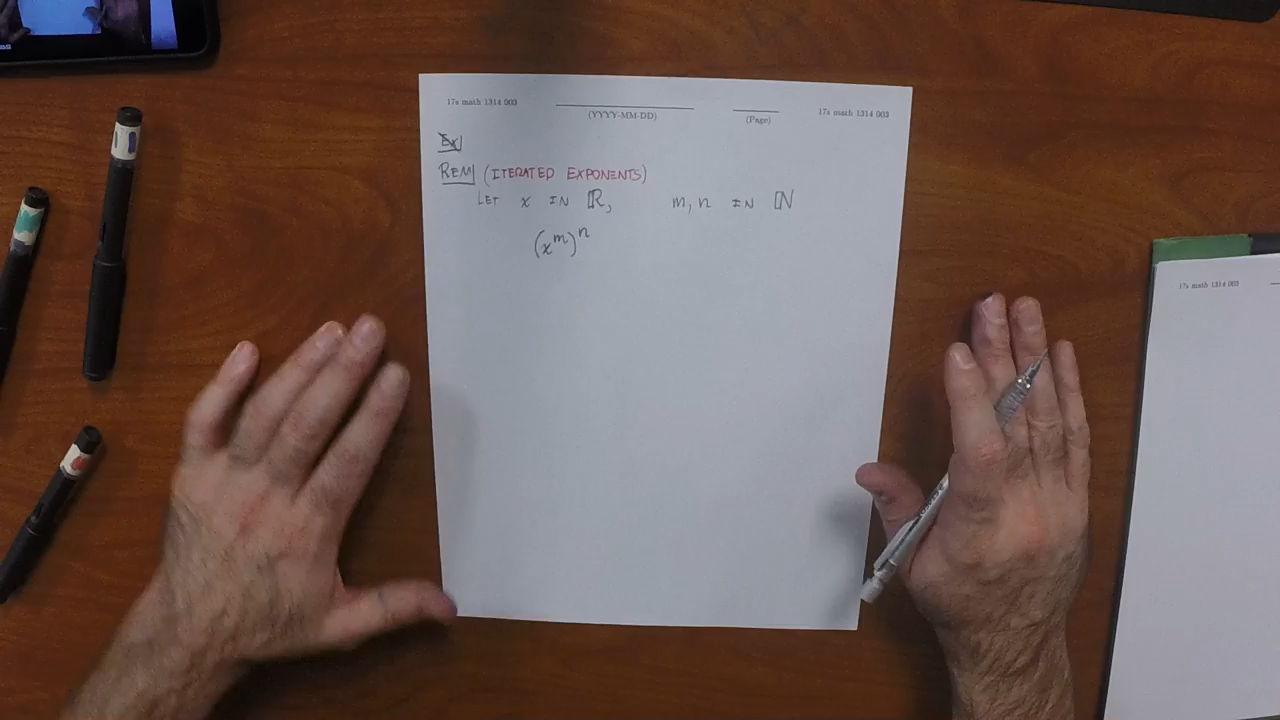 17s math 1314 003 (YYYY-MM-DD) (Page) 17s math 1314 003
Ex
REM (ITERATED EXPONENTS)
LET x IN ℝ, m, n IN ℕ
(x^m)^n
17s math 1314 003